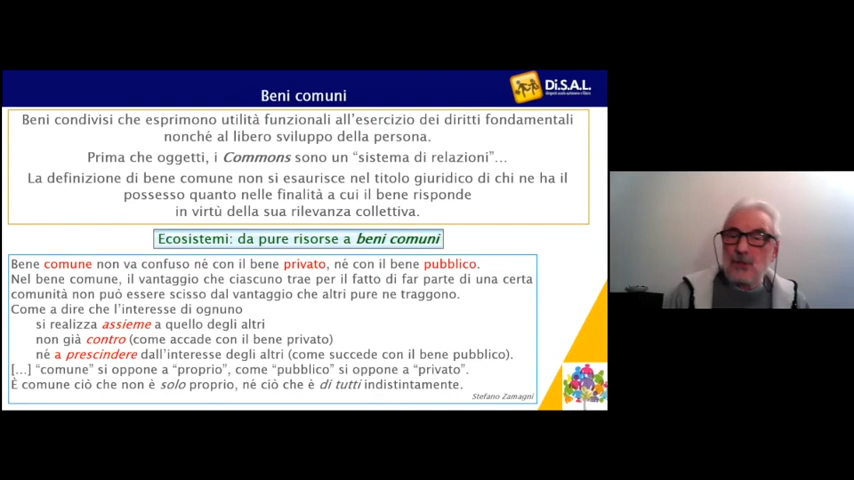 Beni comuni
Di.S.A.L.
Beni condivisi che esprimono utilità funzionali all'esercizio dei diritti fondamentali
nonché al libero sviluppo della persona.
Prima che oggetti, i Commons sono un "sistema di relazioni"…
La definizione di bene comune non si esaurisce nel titolo giuridico di chi ne ha il
possesso quanto nelle finalità a cui il bene risponde
in virtù della sua rilevanza collettiva.
Ecosistemi: da pure risorse a beni comuni
Bene comune non va confuso né con il bene privato, né con il bene pubblico.
Nel bene comune, il vantaggio che ciascuno trae per il fatto di far parte di una certa
comunità non può essere scisso dal vantaggio che altri pure ne traggono.
Come a dire che l'interesse di ognuno
si realizza assieme a quello degli altri
non già contro (come accade con il bene privato)
né a prescindere dall'interesse degli altri (come succede con il bene pubblico).
[…] "comune" si oppone a "proprio", come "pubblico" si oppone a "privato".
È comune ciò che non è solo proprio, né ciò che è di tutti indistintamente.
Stefano Zamagni